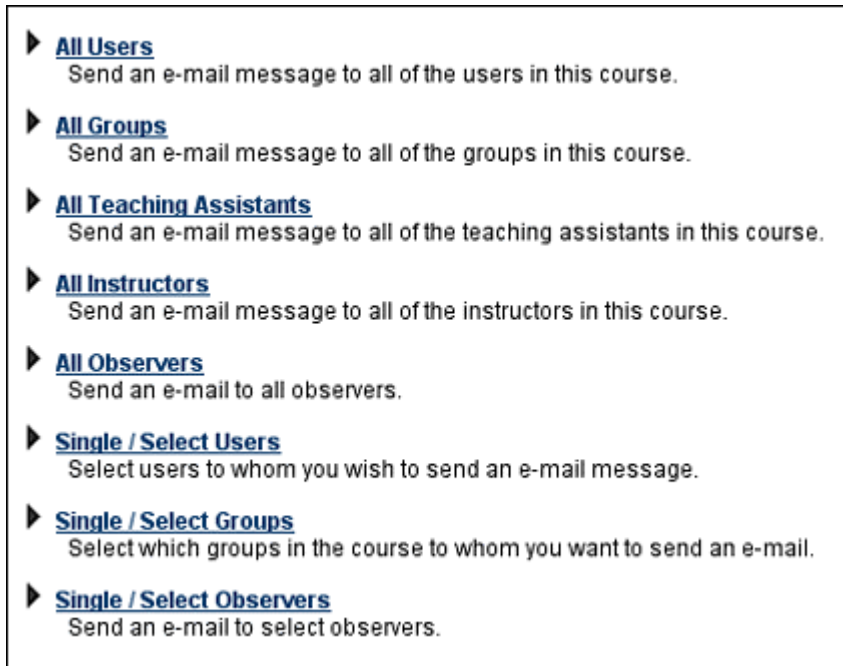 All Users
Send an e-mail message to all of the users in this course.
All Groups
Send an e-mail message to all of the groups in this course.
All Teaching Assistants
Send an e-mail message to all of the teaching assistants in this course.
All Instructors
Send an e-mail message to all of the instructors in this course.
All Observers
Send an e-mail to all observers.
Single / Select Users
Select users to whom you wish to send an e-mail message.
Single / Select Groups
Select which groups in the course to whom you want to send an e-mail.
Single / Select Observers
Send an e-mail to select observers.